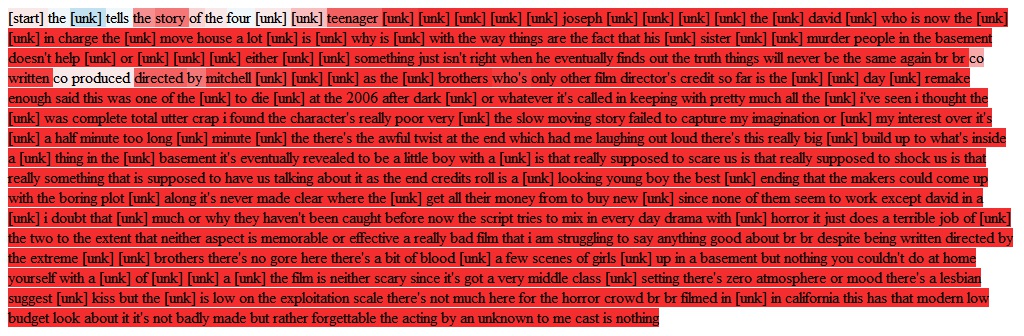 [start] the [unk] tells the story of the four [unk] [unk] teenager [unk] [unk] [unk] [unk] [unk] joseph [unk] [unk] [unk] [unk] [unk] the [unk] david [unk] who is now the [unk]
[unk] in charge the [unk] move house a lot [unk] is [unk] why is [unk] with the way things are the fact that his [unk] sister [unk] [unk] murder people in the basement
doesn't help [unk] or [unk] [unk] either [unk] [unk] something just isn't right when he eventually finds out the truth things will never be the same again br br co
written co produced directed by mitchell [unk] [unk] [unk] as the [unk] brothers who's only other film director's credit so far is the [unk] [unk] day [unk] remake
enough said this was one of the [unk] to die [unk] at the 2006 after dark [unk] or whatever it's called in keeping with pretty much all the [unk] i've seen i thought the
[unk] was complete total utter crap i found the character's really poor very [unk] the slow moving story failed to capture my imagination or [unk] my interest over it's
[unk] a half minute too long [unk] minute [unk] the there's the awful twist at the end which had me laughing out loud there's this really big [unk] build up to what's inside
a [unk] thing in the [unk] basement it's eventually revealed to be a little boy with a [unk] is that really supposed to scare us is that really supposed to shock us is that
really something that is supposed to have us talking about it as the end credits roll is a [unk] looking young boy the best [unk] ending that the makers could come up
with the boring plot [unk] along it's never made clear where the [unk] get all their money from to buy new [unk] since none of them seem to work except david in a
[unk] i doubt that [unk] much or why they haven't been caught before now the script tries to mix in every day drama with [unk] horror it just does a terrible job of [unk]
the two to the extent that neither aspect is memorable or effective a really bad film that i am struggling to say anything good about br br despite being written directed by
the extreme [unk] [unk] brothers there's no gore here there's a bit of blood [unk] a few scenes of girls [unk] up in a basement but nothing you couldn't do at home
yourself with a [unk] of [unk] [unk] a [unk] the film is neither scary since it's got a very middle class [unk] setting there's zero atmosphere or mood there's a lesbian
suggest [unk] kiss but the [unk] is low on the exploitation scale there's not much here for the horror crowd br br filmed in [unk] in california this has that modern low
budget look about it it's not badly made but rather forgettable the acting by an unknown to me cast is nothing